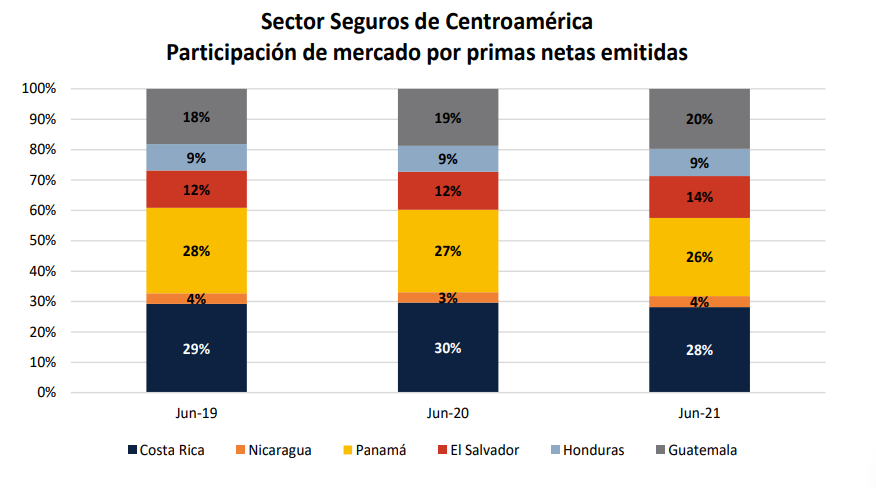 Sector Seguros de Centroamérica
Participación de mercado por primas netas emitidas
100%
90%
80%
70%
60%
50%
40%
30%
20%
10%
0%
18%
19%
20%
9%
9%
9%
12%
12%
14%
28%
27%
26%
4%
3%
4%
29%
30%
28%
Jun-19
Jun-20
Jun-21
Costa Rica
Nicaragua
Panamá
El Salvador
Honduras
Guatemala